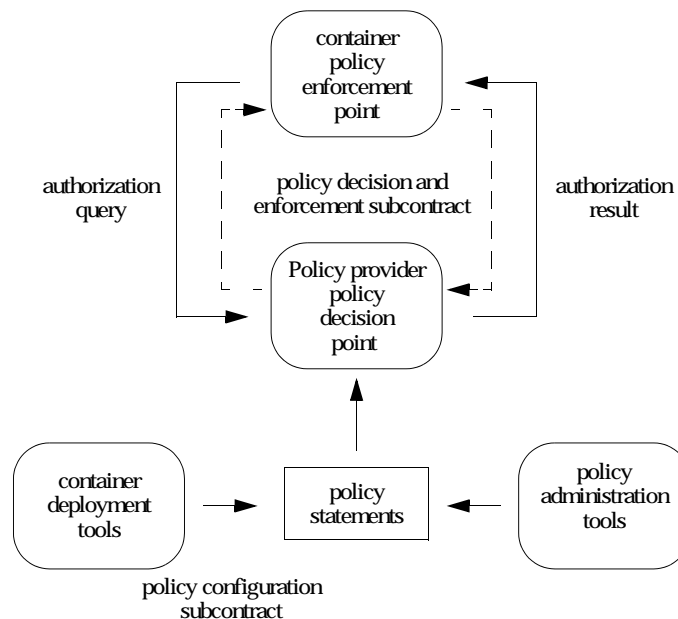 container
policy
enforcement
point
authorization
query
policy decision and
enforcement subcontract
authorization
result
Policy provider
policy
decision
point
container
deployment
tools
policy
statements
policy
administration
tools
policy configuration
subcontract